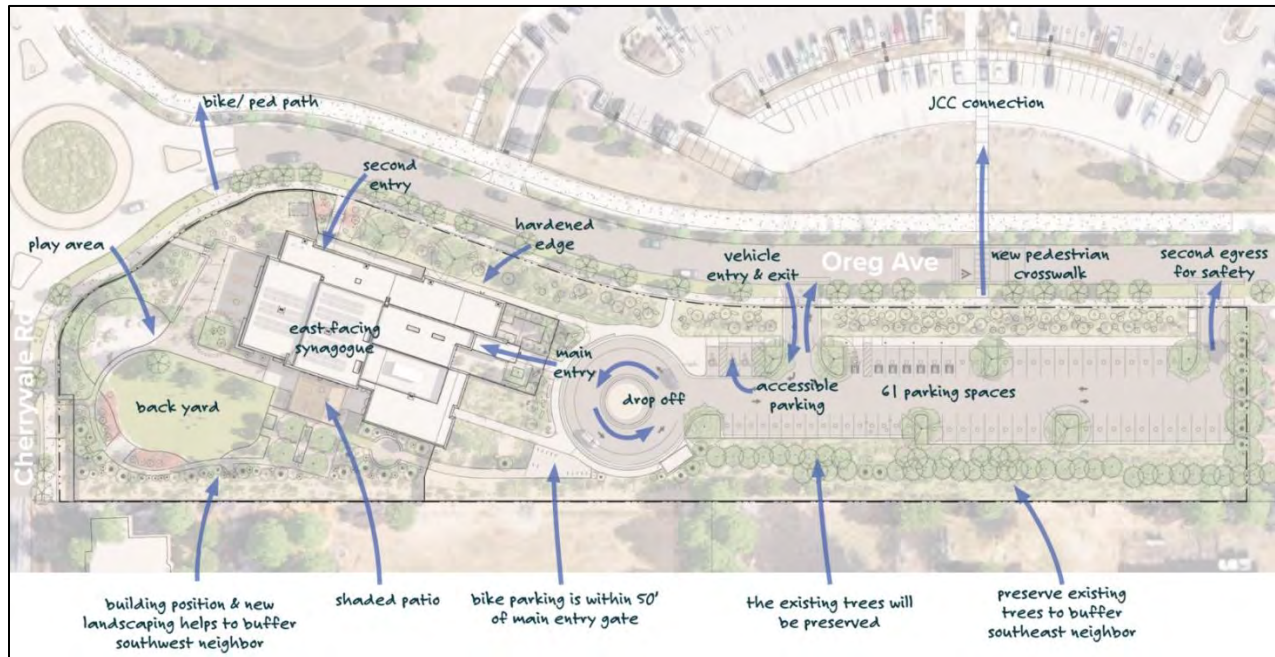 bike/ ped path
JCC connection
second
entry
play area
hardened
edge
vehicle
entry & exit
Oreg Ave
new pedestrian
crosswalk
second egress
for safety
Cherryvale Rd
east facing
synagogue
main
entry
drop off
accessible
parking
61 parking spaces
back yard
building position & new
landscaping helps to buffer
southwest neighbor
shaded patio
bike parking is within 50'
of main entry gate
the existing trees will
be preserved
preserve existing
trees to buffer
southeast neighbor